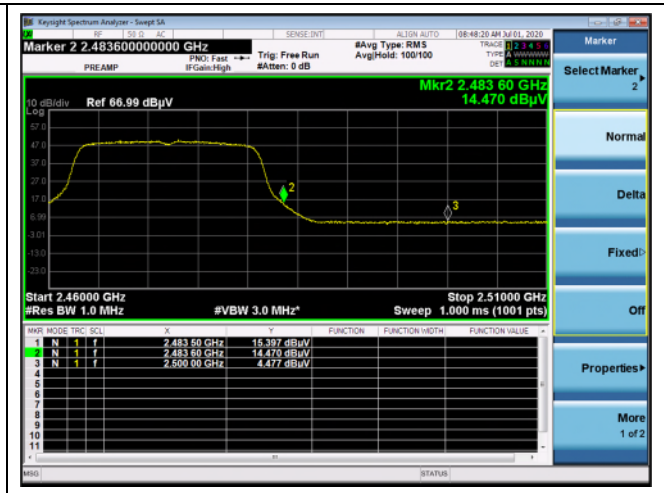 Keysight Spectrum Analyzer - Swept SA
RF 50 Ω AC SENSE:INT ALIGN AUTO 08:48:20 AM Jul 01, 2020
Marker 2 2.483600000000 GHz
PREAMP
PNO: Fast
IFGain:High
Trig: Free Run
#Atten: 0 dB
#Avg Type: RMS
Avg|Hold: 100/100
TRACE 1 2 3 4 5 6
TYPE A WWWWW
DET A S N N N N
Mkr2 2.483 60 GHz
14.470 dBµV
10 dB/div Ref 66.99 dBµV
Log
57.0
47.0
37.0
27.0
17.0
6.99
-3.01
-13.0
-23.0
2
3
Start 2.46000 GHz Stop 2.51000 GHz
#Res BW 1.0 MHz #VBW 3.0 MHz* Sweep 1.000 ms (1001 pts)
MKR MODE TRC SCL X Y FUNCTION FUNCTION WIDTH FUNCTION VALUE
1 N 1 f 2.483 50 GHz 15.397 dBµV
2 N 1 f 2.483 60 GHz 14.470 dBµV
3 N 1 f 2.500 00 GHz 4.477 dBµV
4
5
6
7
8
9
10
11
MSG STATUS
Marker
Select Marker
2
Normal
Delta
Fixed
Off
Properties
More
1 of 2